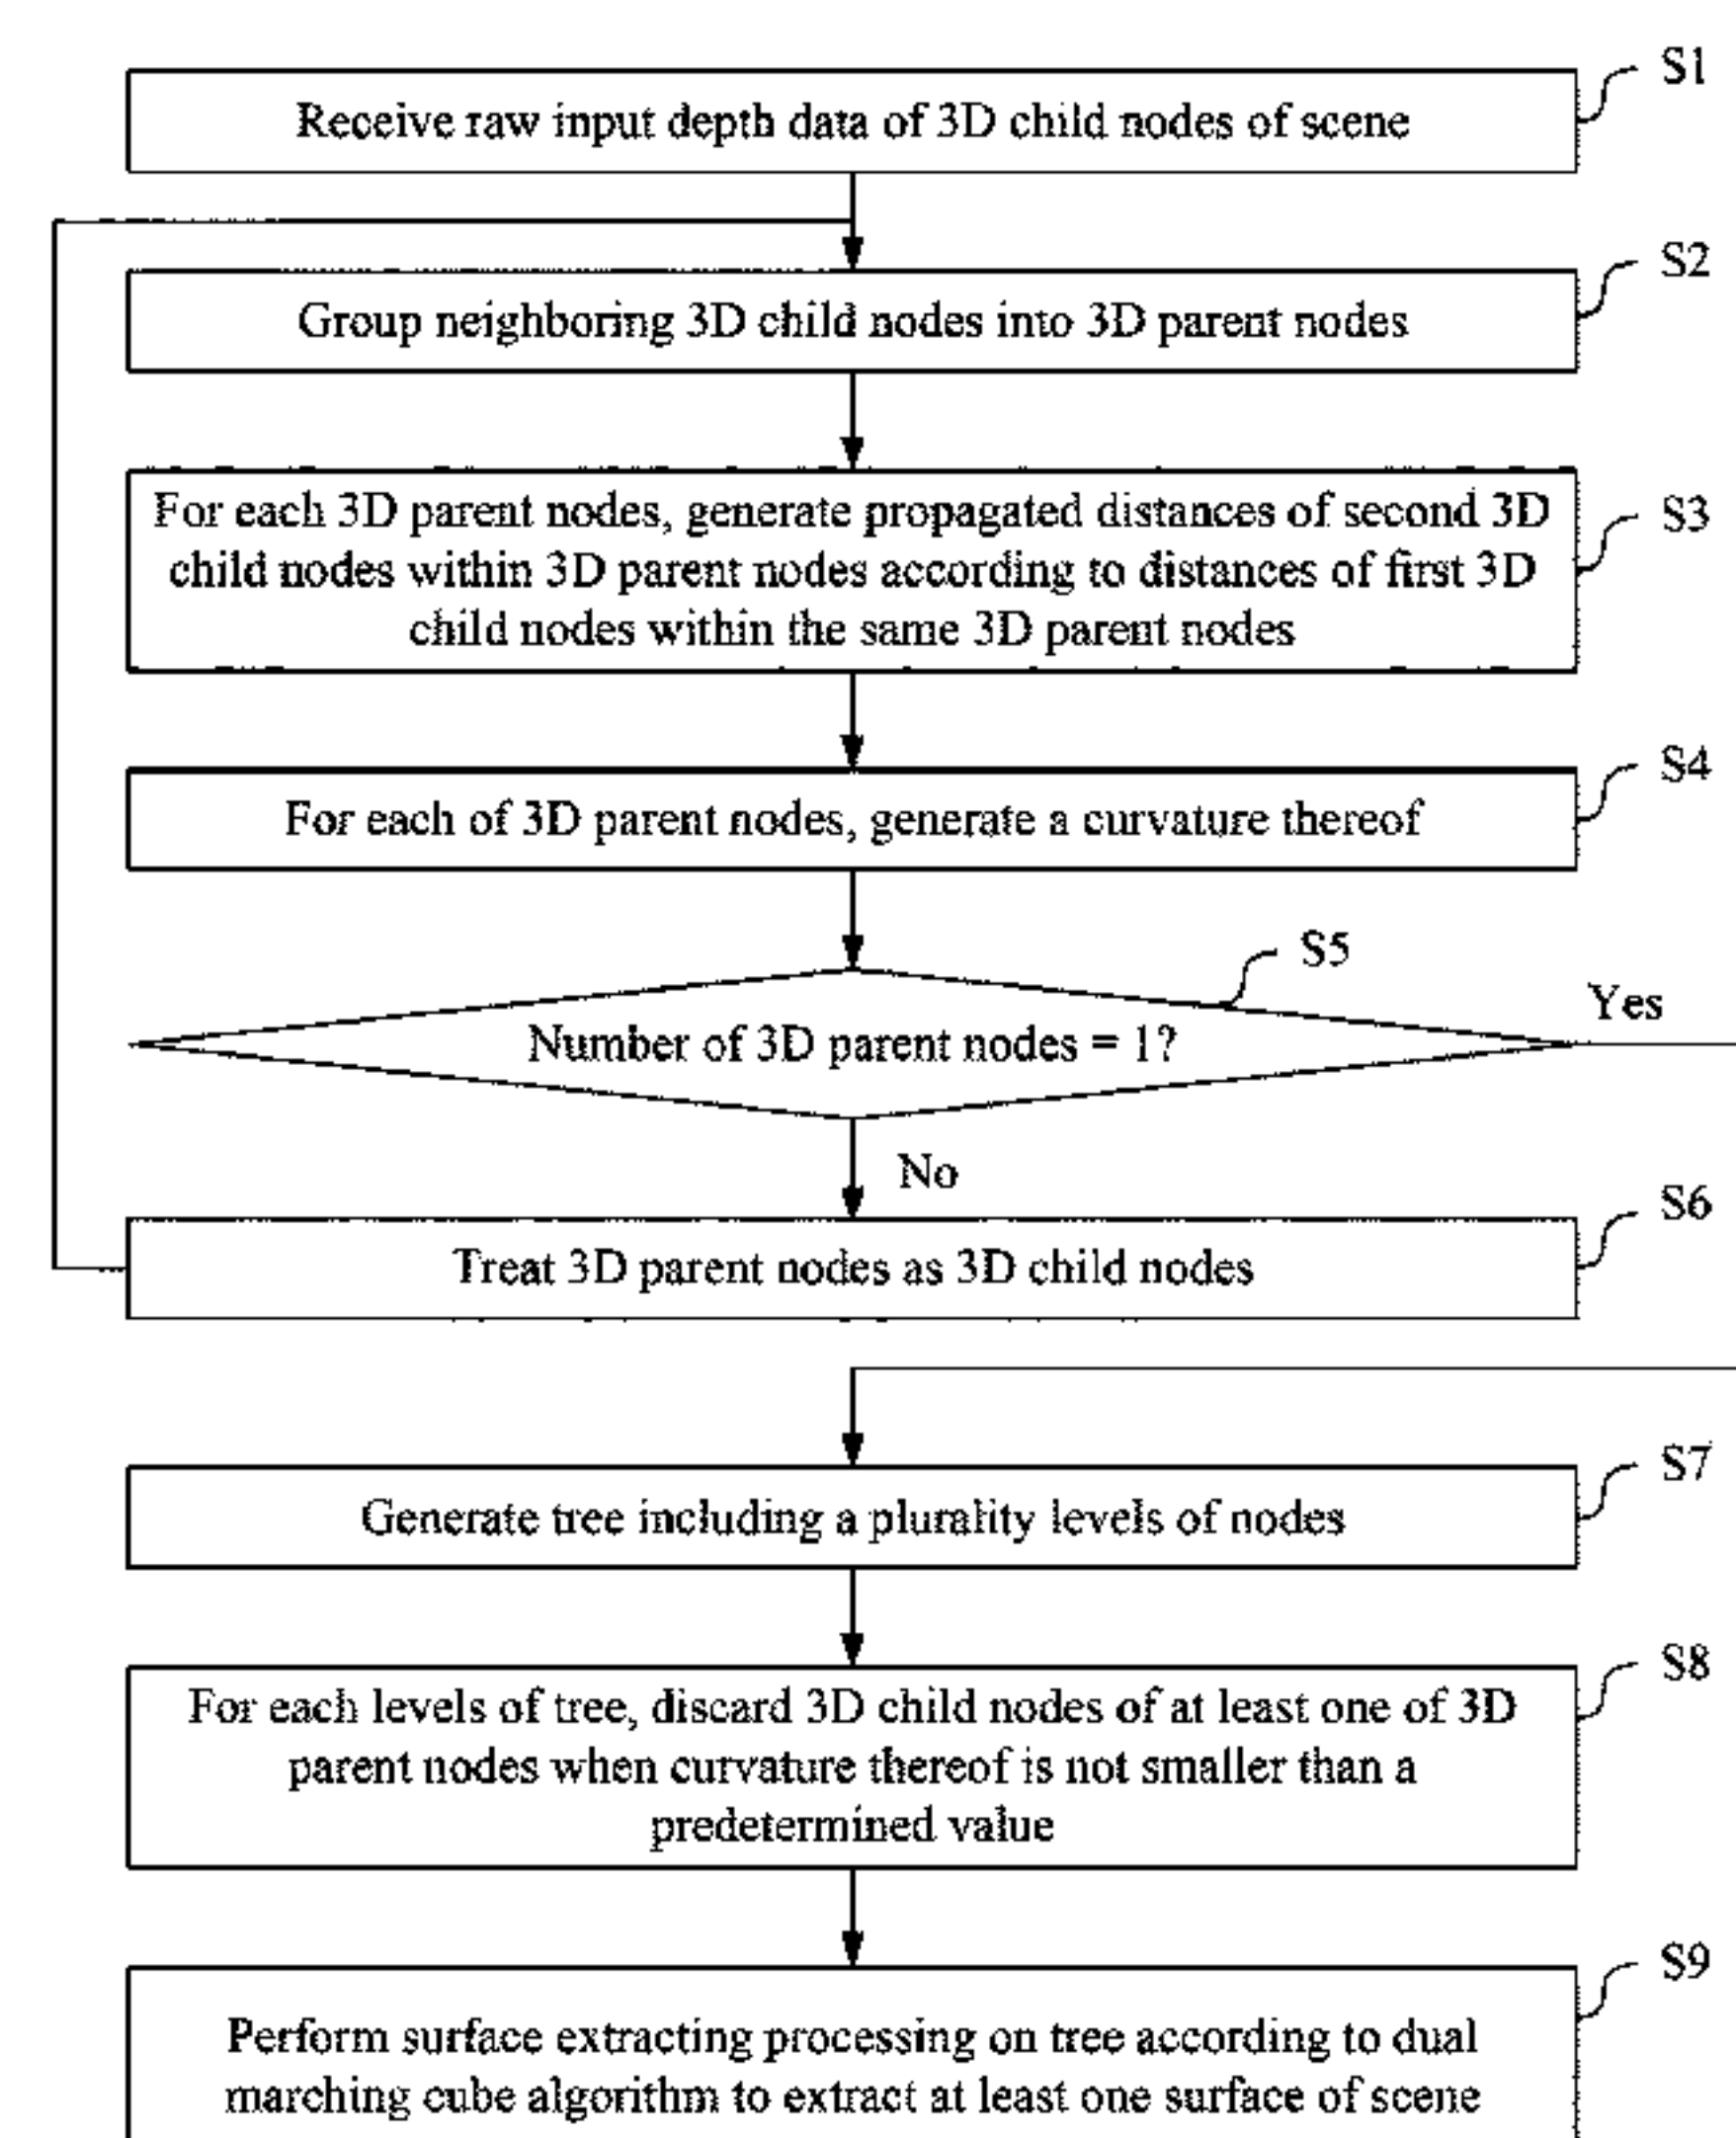 S1
Receive raw input depth data of 3D child nodes of scene
S2
Group neighboring 3D child nodes into 3D parent nodes
S3
For each 3D parent nodes, generate propagated distances of second 3D
child nodes within 3D parent nodes according to distances of first 3D
child nodes within the same 3D parent nodes
S4
For each of 3D parent nodes, generate a curvature thereof
S5
Yes
Number of 3D parent nodes = 1?
No
S6
Treat 3D parent nodes as 3D child nodes
S7
Generate tree including a plurality levels of nodes
S8
For each levels of tree, discard 3D child nodes of at least one of 3D
parent nodes when curvature thereof is not smaller than a
predetermined value
S9
Perform surface extracting processing on tree according to dual
marching cube algorithm to extract at least one surface of scene